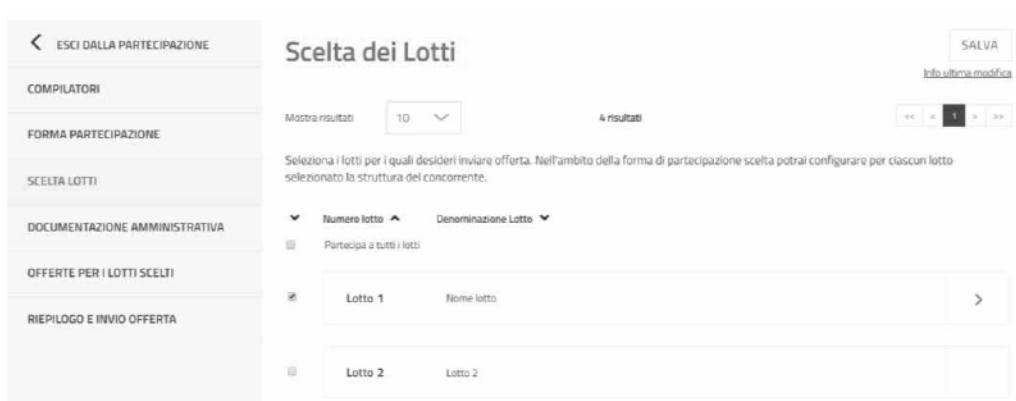 ESCI DALLA PARTECIPAZIONE
COMPILATORI
FORMA PARTECIPAZIONE
SCELTA LOTTI
DOCUMENTAZIONE AMMINISTRATIVA
OFFERTE PER I LOTTI SCELTI
RIEPILOGO E INVIO OFFERTA
Scelta dei Lotti
SALVA
Info ultima modifica
Mostra risultati 10 4 risultati << < 1 > >>
Seleziona i lotti per i quali desideri inviare offerta. Nell'ambito della forma di partecipazione scelta potrai configurare per ciascun lotto
selezionato la struttura del concorrente.
Numero lotto Denominazione Lotto
Partecipa a tutti i lotti
Lotto 1 Nome lotto
Lotto 2 Lotto 2